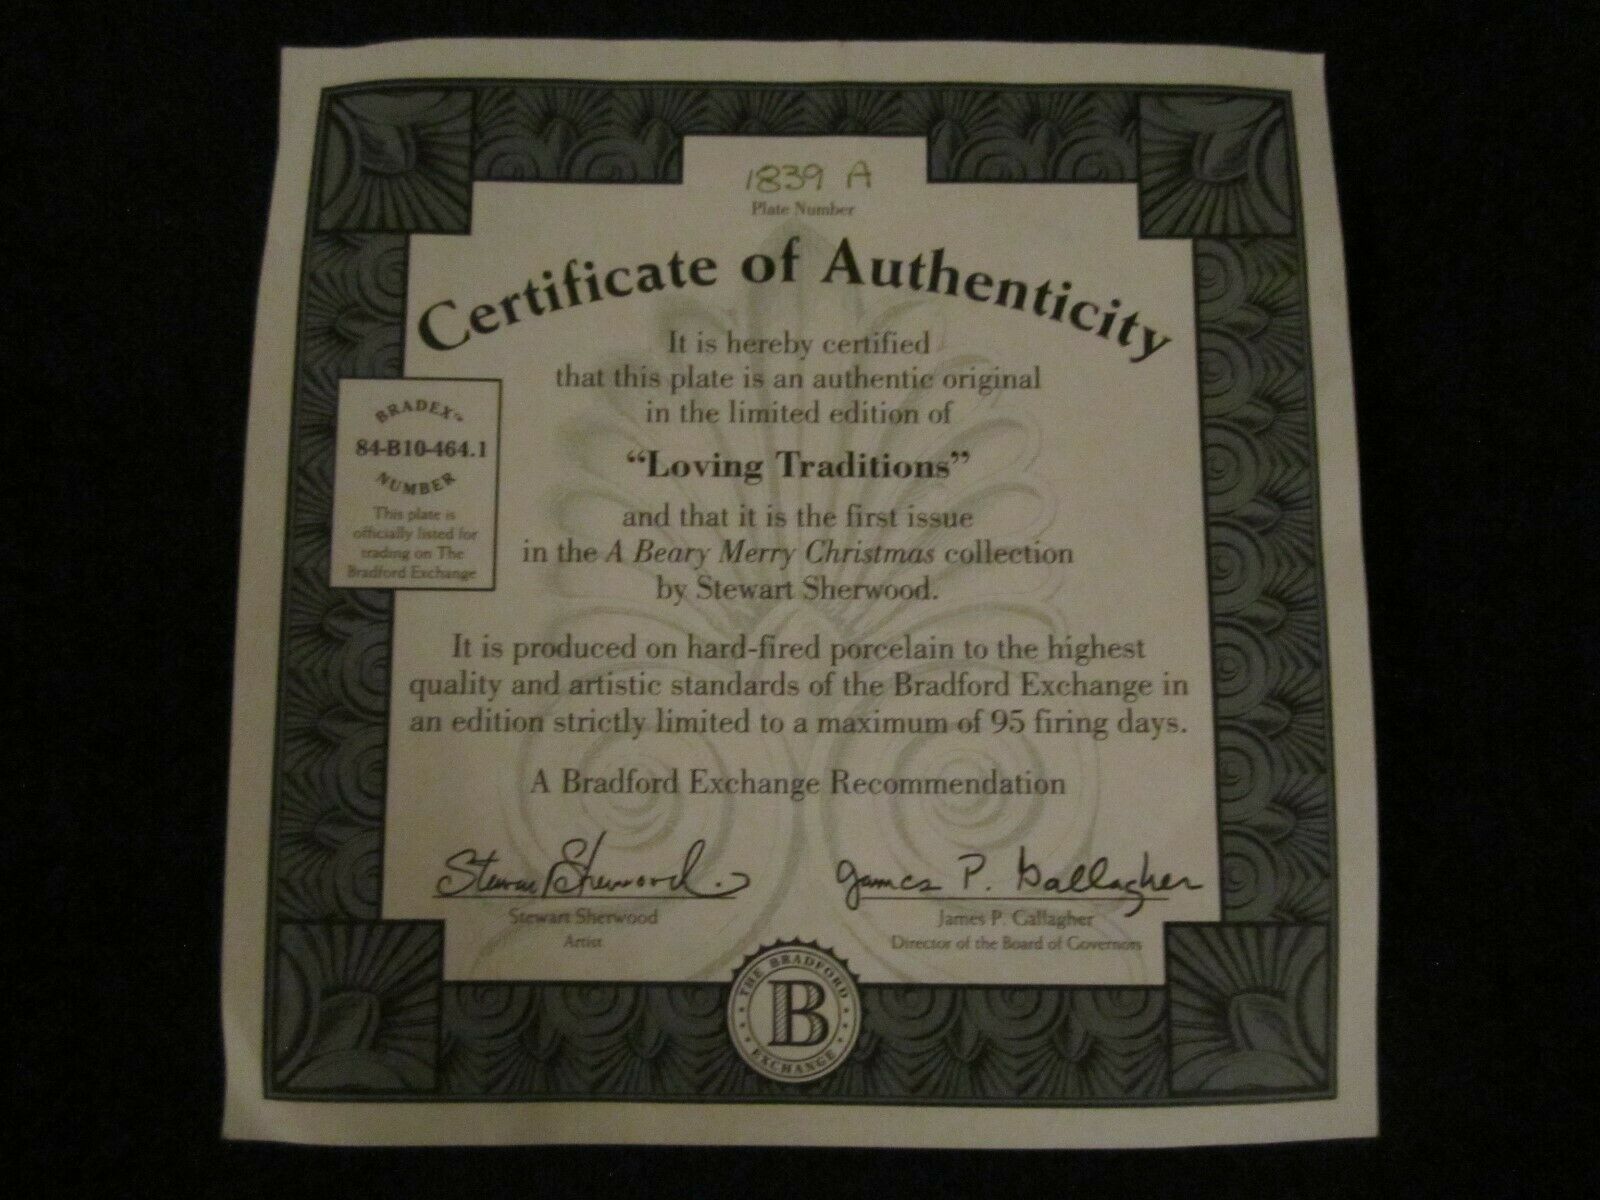 1839 A
Plate Number
Certificate of Authenticity
It is hereby certified
that this plate is an authentic original
in the limited edition of
“Loving Traditions”
and that it is the first issue
in the A Beary Merry Christmas collection
by Stewart Sherwood.
BRADEX™
84-B10-464.1
NUMBER
This plate is
officially listed for
trading on The
Bradford Exchange
It is produced on hard-fired porcelain to the highest
quality and artistic standards of the Bradford Exchange in
an edition strictly limited to a maximum of 95 firing days.
A Bradford Exchange Recommendation
Stewart Sherwood
Stewart Sherwood
Artist
James P. Gallagher
James P. Gallagher
Director of the Board of Governors
THE BRADFORD
B
EXCHANGE